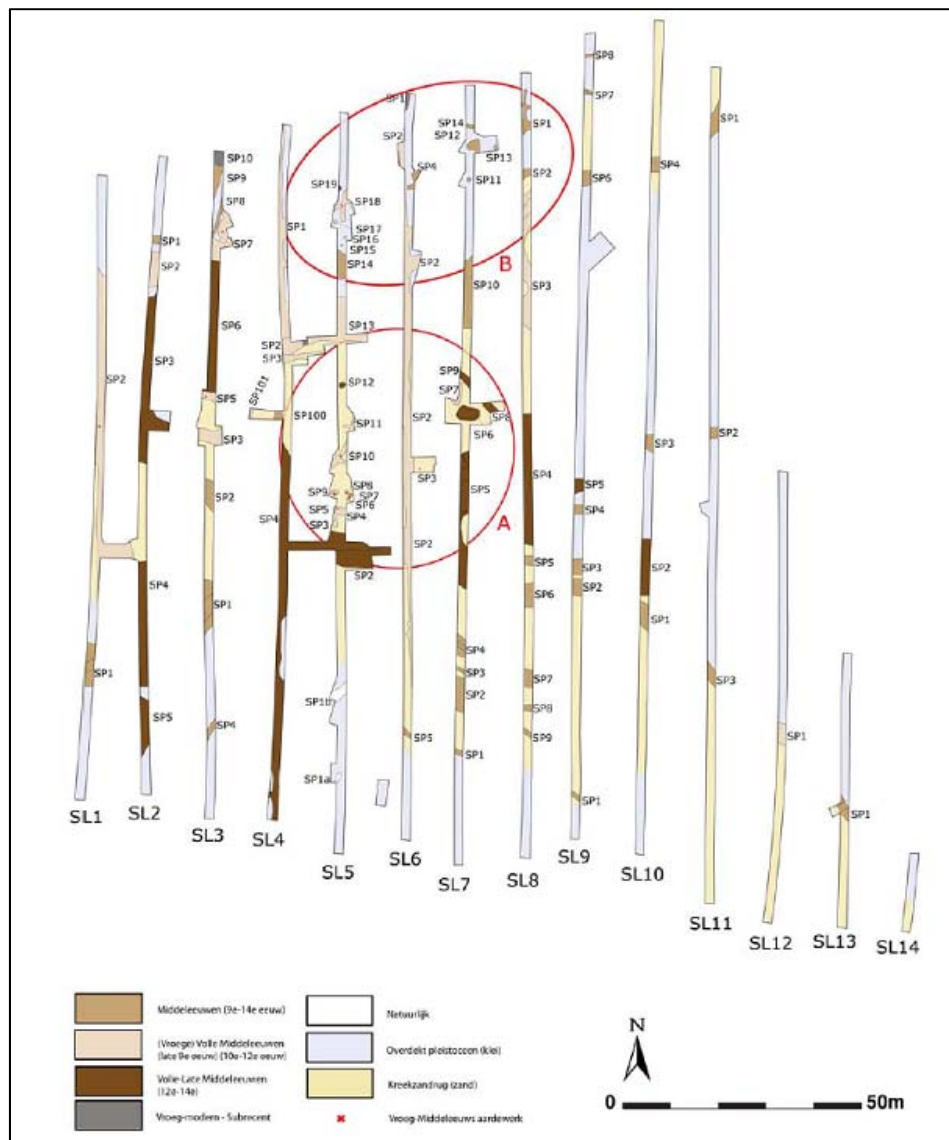 SP8
SP7
SP6
SP4
SP1
SP1
SP14
SP12
SP13
SP11
SP1
SP2
SP2
SP4
SP10
SP9
SP8
SP7
SP19
SP18
SP17
SP16
SP15
SP14
SP1
SP1
SP2
SP2
B
SP10
SP3
SP6
SP3
SP13
SP2
SP3
SP2
SP101
SP100
SP12
SP11
SP10
SP9
SP8
SP7
SP6
SP5
SP4
SP3
SP2
SP2
SP3
SP2
SP9
SP7
SP8
SP6
SP5
A
SP4
SP5
SP3
SP2
SP4
SP4
SP1
SP1
SP5
SP4
SP1b
SP1a
SP5
SP4
SP3
SP2
SP1
SP5
SP6
SP7
SP8
SP9
SP5
SP4
SP3
SP2
SP1
SP3
SP2
SP1
SP2
SP3
SP1
SP1
SL1
SL2
SL3
SL4
SL5
SL6
SL7
SL8
SL9
SL10
SL11
SL12
SL13
SL14
Middeleeuwen (9e-14e eeuw)
(Vroege) Volle Middeleeuwen
(late 9e eeuw) (10e-12e eeuw)
Volle-Late Middeleeuwen
(12e-14e)
Vroeg-modern - Subrecent
Natuurlijk
Overdekt pleistoceen (klei)
Kreekzandrug (zand)
Vroeg-Middeleeuws aardewerk
N
0
50m